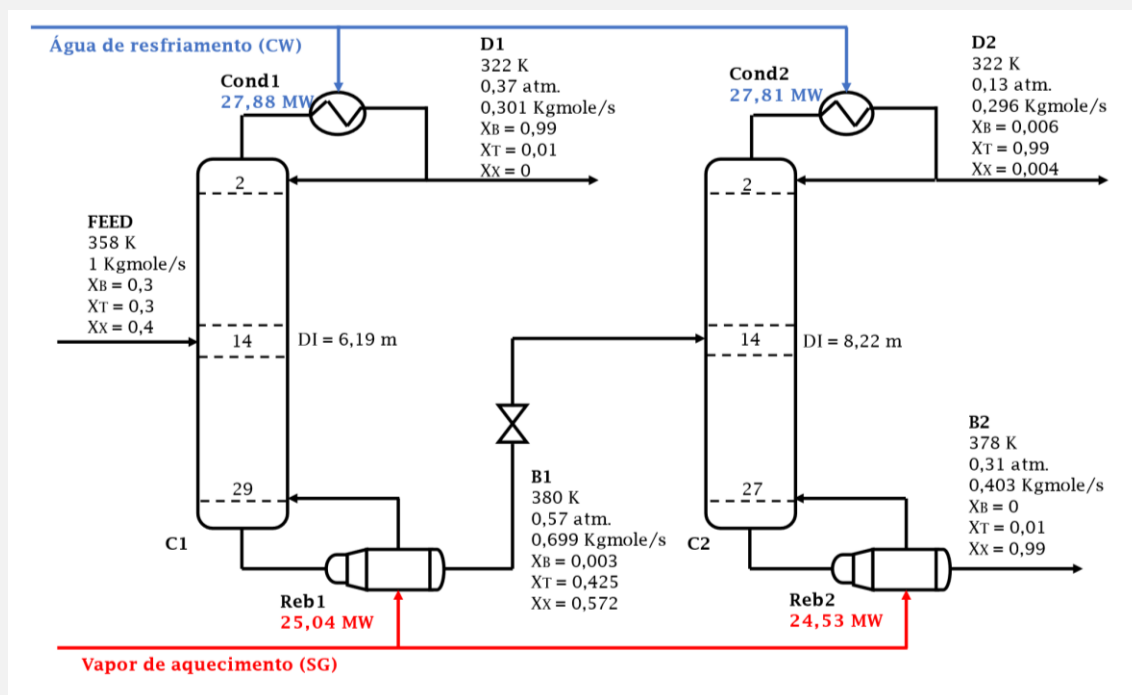 Água de resfriamento (CW)
Cond1
27,88 MW
D1
322 K
0,37 atm.
0,301 Kgmole/s
XB = 0,99
XT = 0,01
XX = 0
Cond2
27,81 MW
D2
322 K
0,13 atm.
0,296 Kgmole/s
XB = 0,006
XT = 0,99
XX = 0,004
2
2
FEED
358 K
1 Kgmole/s
XB = 0,3
XT = 0,3
XX = 0,4
14
DI = 6,19 m
14
DI = 8,22 m
29
27
C1
B1
380 K
0,57 atm.
0,699 Kgmole/s
XB = 0,003
XT = 0,425
XX = 0,572
C2
B2
378 K
0,31 atm.
0,403 Kgmole/s
XB = 0
XT = 0,01
XX = 0,99
Reb1
25,04 MW
Reb2
24,53 MW
Vapor de aquecimento (SG)